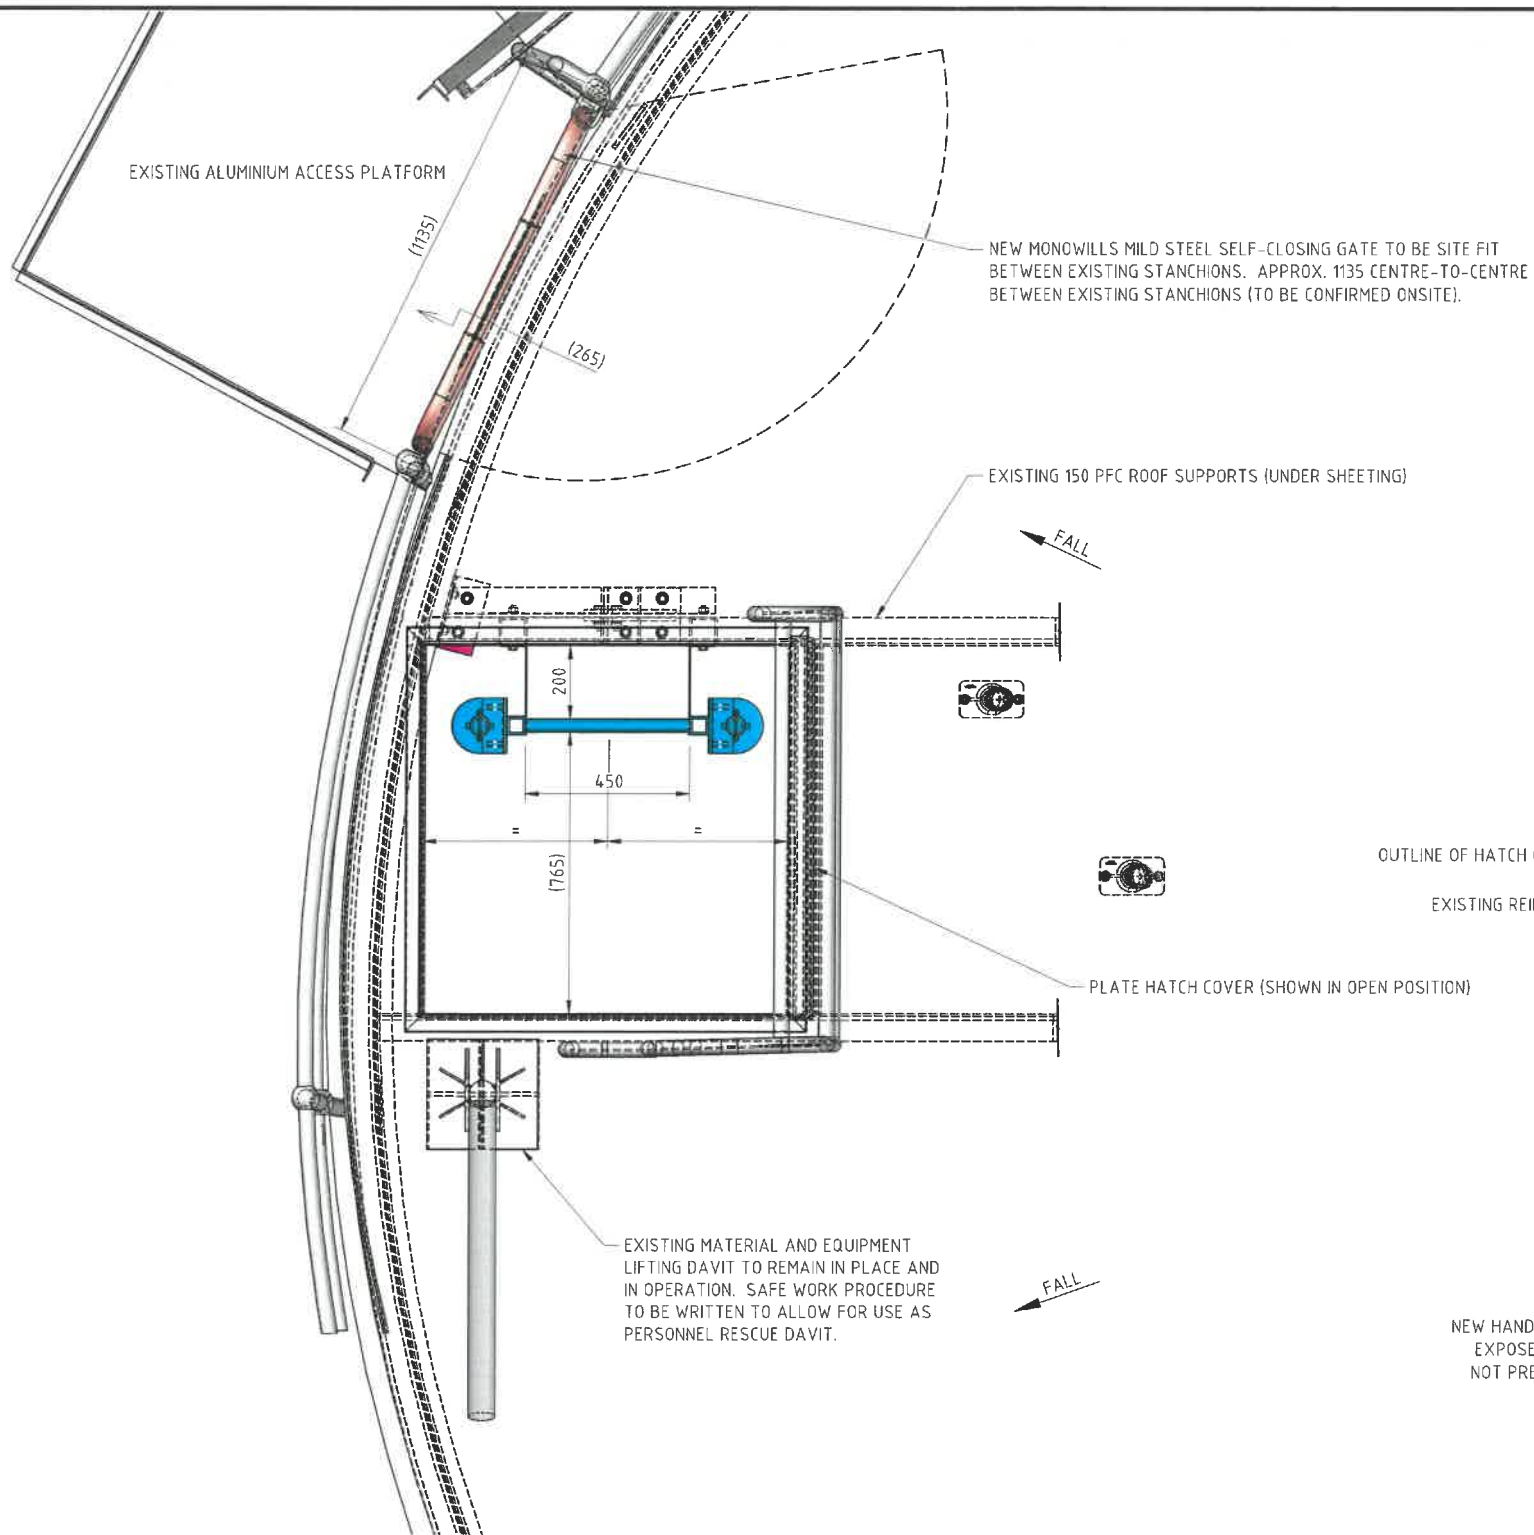 EXISTING ALUMINIUM ACCESS PLATFORM
(1135)
NEW MONOWILLS MILD STEEL SELF-CLOSING GATE TO BE SITE FIT
BETWEEN EXISTING STANCHIONS. APPROX. 1135 CENTRE-TO-CENTRE
BETWEEN EXISTING STANCHIONS (TO BE CONFIRMED ONSITE).
(265)
EXISTING 150 PFC ROOF SUPPORTS (UNDER SHEETING)
FALL
200
450
= =
(765)
OUTLINE OF HATCH
EXISTING
PLATE HATCH COVER (SHOWN IN OPEN POSITION)
EXISTING MATERIAL AND EQUIPMENT
LIFTING DAVIT TO REMAIN IN PLACE AND
IN OPERATION. SAFE WORK PROCEDURE
TO BE WRITTEN TO ALLOW FOR USE AS
PERSONNEL RESCUE DAVIT.
FALL
NEW HAND
EXPOSE
NOT PRE